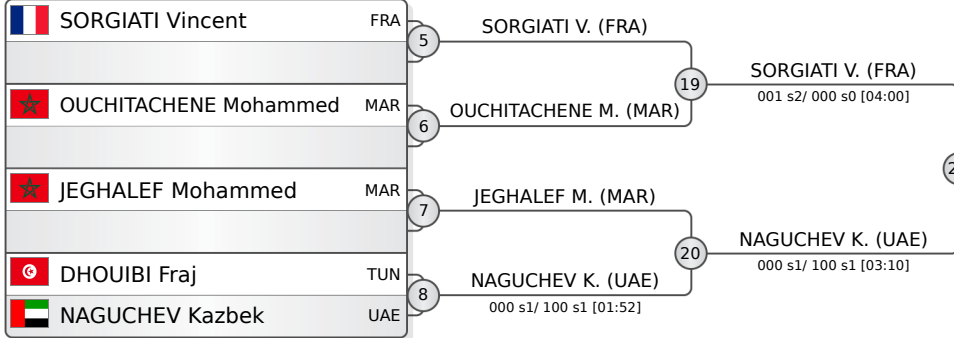 SORGIATI Vincent FRA
5
SORGIATI V. (FRA)
19
SORGIATI V. (FRA)
001 s2/ 000 s0 [04:00]
OUCHITACHENE Mohammed MAR
6
OUCHITACHENE M. (MAR)
2
JEGHALEF Mohammed MAR
7
JEGHALEF M. (MAR)
20
NAGUCHEV K. (UAE)
000 s1/ 100 s1 [03:10]
DHOUIBI Fraj TUN
8
NAGUCHEV K. (UAE)
000 s1/ 100 s1 [01:52]
NAGUCHEV Kazbek UAE